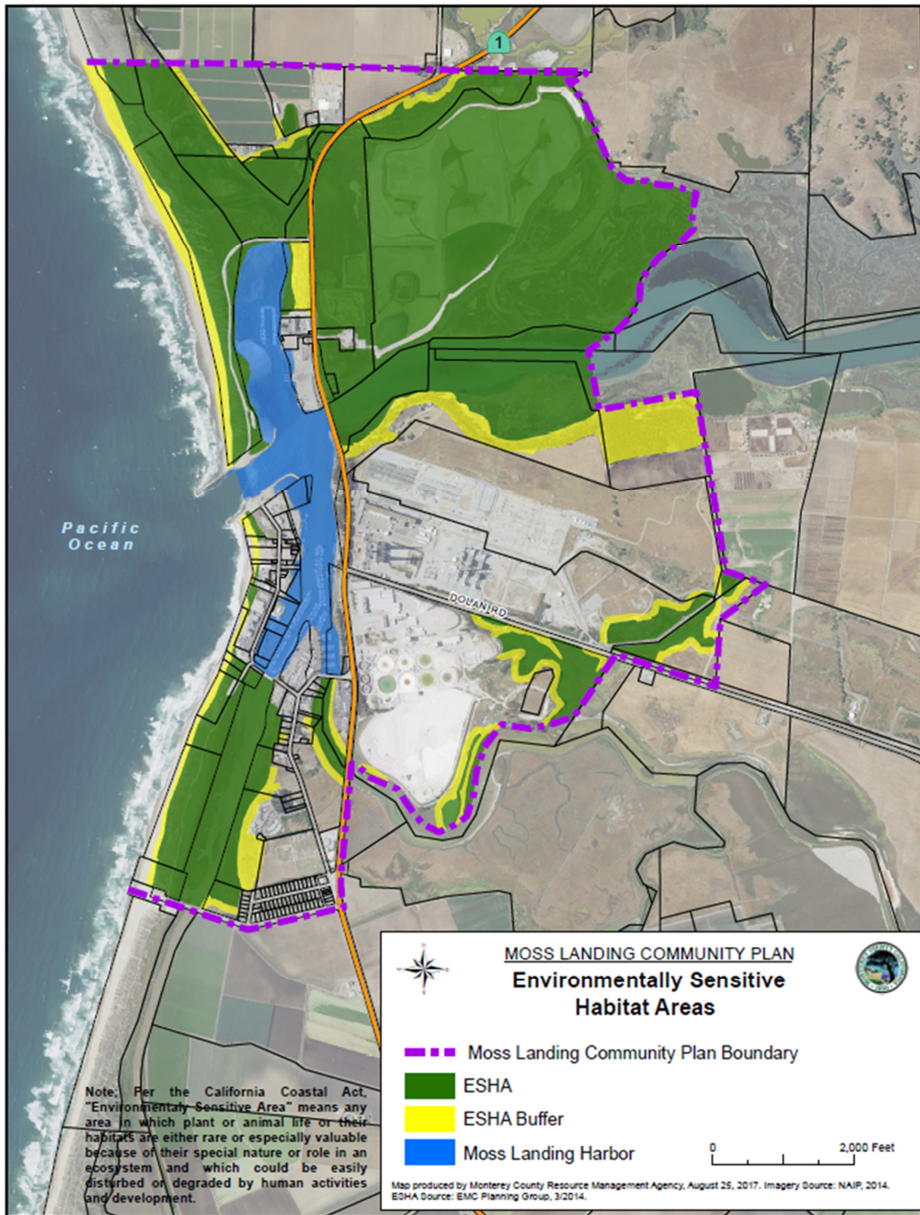 1
Pacific
Ocean
DOLAN RD
MOSS LANDING COMMUNITY PLAN
Environmentally Sensitive
Habitat Areas
Moss Landing Community Plan Boundary
ESHA
ESHA Buffer
Moss Landing Harbor
0 2,000 Feet
Note: Per the California Coastal Act,
"Environmentaly Sensitive Area" means any
area in which plant or animal life or their
habitats are either rare or especially valuable
because of their special nature or role in an
ecosystem and which could be easily
disturbed or degraded by human activities
and development.
Map produced by Monterey County Resource Management Agency, August 25, 2017. Imagery Source: NAIP, 2014.
ESHA Source: EMC Planning Group, 3/2014.